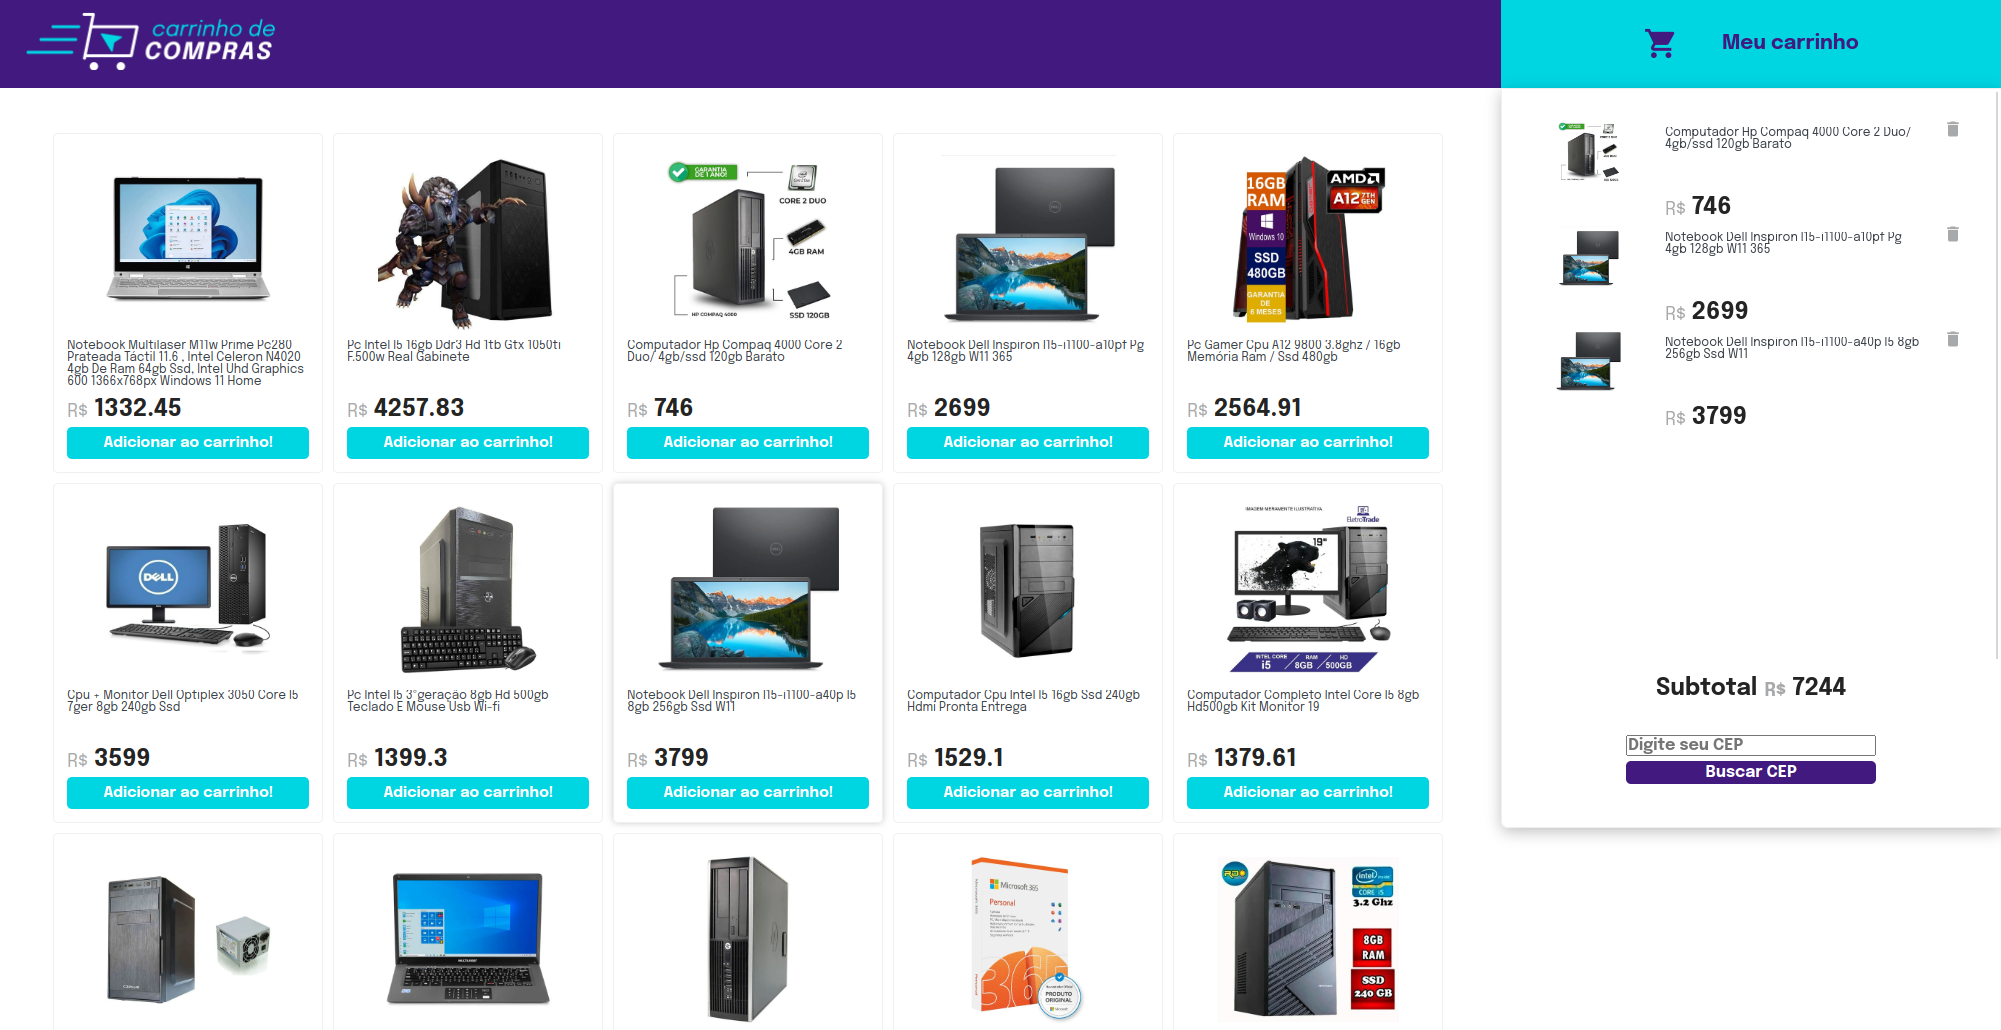 carrinho de
COMPRAS
Meu carrinho
GARANTIA
DE 1 ANO!
CORE 2 DUO
4GB RAM
HP COMPAQ 4000
SSD 120GB
16GB
RAM
Windows 10
SSD
480GB
GARANTIA
DE
6 MESES
AMD
A12 7TH
GEN
Notebook Multilaser M11w Prime Pc280
Prateada Táctil 11.6 , Intel Celeron N4020
4gb De Ram 64gb Ssd, Intel Uhd Graphics
600 1366x768px Windows 11 Home
R$ 1332.45
Adicionar ao carrinho!
Pc Intel I5 16gb Ddr3 Hd 1tb Gtx 1050ti
F.500w Real Gabinete
R$ 4257.83
Adicionar ao carrinho!
Computador Hp Compaq 4000 Core 2
Duo/ 4gb/ssd 120gb Barato
R$ 746
Adicionar ao carrinho!
Notebook Dell Inspiron I15-i1100-a10pf Pg
4gb 128gb W11 365
R$ 2699
Adicionar ao carrinho!
Pc Gamer Cpu A12 9800 3.8ghz / 16gb
Memória Ram / Ssd 480gb
R$ 2564.91
Adicionar ao carrinho!
DELL
IMAGEM MERAMENTE ILUSTRATIVA
EletroTrade
19"
INTEL CORE
i5
RAM
8GB
HD
500GB
Cpu + Monitor Dell Optiplex 3050 Core I5
7ger 8gb 240gb Ssd
R$ 3599
Adicionar ao carrinho!
Pc Intel I5 3°geração 8gb Hd 500gb
Teclado E Mouse Usb Wi-fi
R$ 1399.3
Adicionar ao carrinho!
Notebook Dell Inspiron I15-i1100-a40p I5
8gb 256gb Ssd W11
R$ 3799
Adicionar ao carrinho!
Computador Cpu Intel I5 16gb Ssd 240gb
Hdmi Pronta Entrega
R$ 1529.1
Adicionar ao carrinho!
Computador Completo Intel Core I5 8gb
Hd500gb Kit Monitor 19
R$ 1379.61
Adicionar ao carrinho!
Microsoft 365
Personal
365
PRODUTO
ORIGINAL
Microsoft
RDO
intel
CORE i5
3.2 Ghz
8GB
RAM
SSD
240 GB
Computador Hp Compaq 4000 Core 2 Duo/
4gb/ssd 120gb Barato
R$ 746
Notebook Dell Inspiron I15-i1100-a10pf Pg
4gb 128gb W11 365
R$ 2699
Notebook Dell Inspiron I15-i1100-a40p I5 8gb
256gb Ssd W11
R$ 3799
Subtotal R$ 7244
Digite seu CEP
Buscar CEP